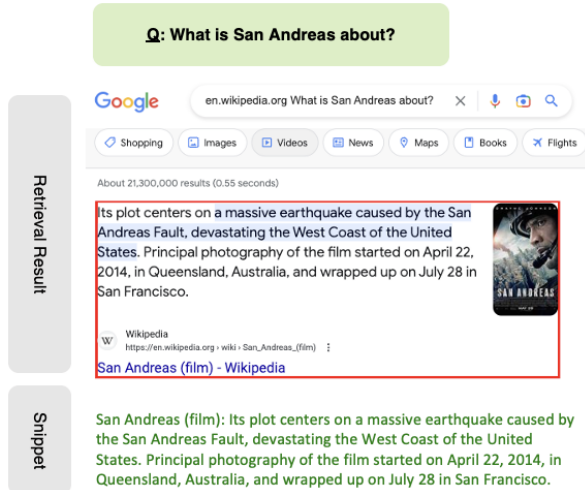 Q: What is San Andreas about?
Retrieval Result
Google
en.wikipedia.org What is San Andreas about?
Shopping
Images
Videos
News
Maps
Books
Flights
About 21,300,000 results (0.55 seconds)
Its plot centers on a massive earthquake caused by the San
Andreas Fault, devastating the West Coast of the United
States. Principal photography of the film started on April 22,
2014, in Queensland, Australia, and wrapped up on July 28 in
San Francisco.
SAN ANDREAS
W
Wikipedia
https://en.wikipedia.org › wiki › San_Andreas_(film)
San Andreas (film) - Wikipedia
Snippet
San Andreas (film): Its plot centers on a massive earthquake caused by
the San Andreas Fault, devastating the West Coast of the United
States. Principal photography of the film started on April 22, 2014, in
Queensland, Australia, and wrapped up on July 28 in San Francisco.